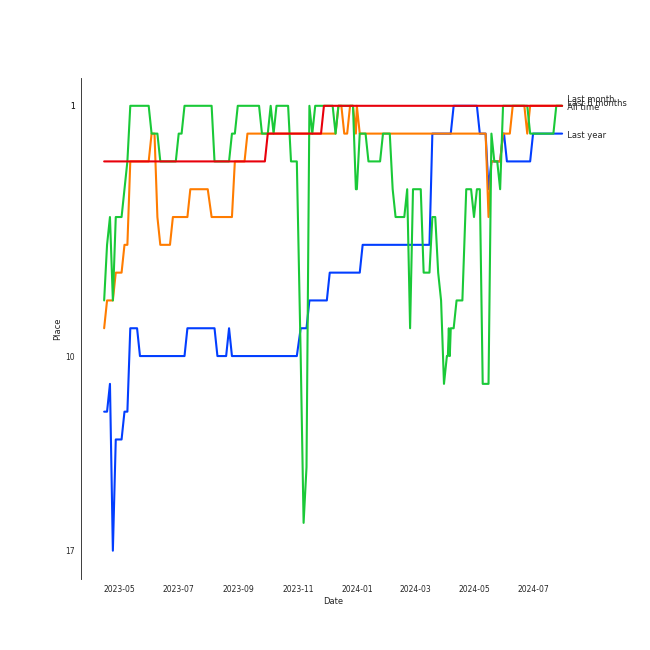 Last month
Last 6 months
All time
Last year
1
10
17
Place
2023-05
2023-07
2023-09
2023-11
2024-01
2024-03
2024-05
2024-07
Date